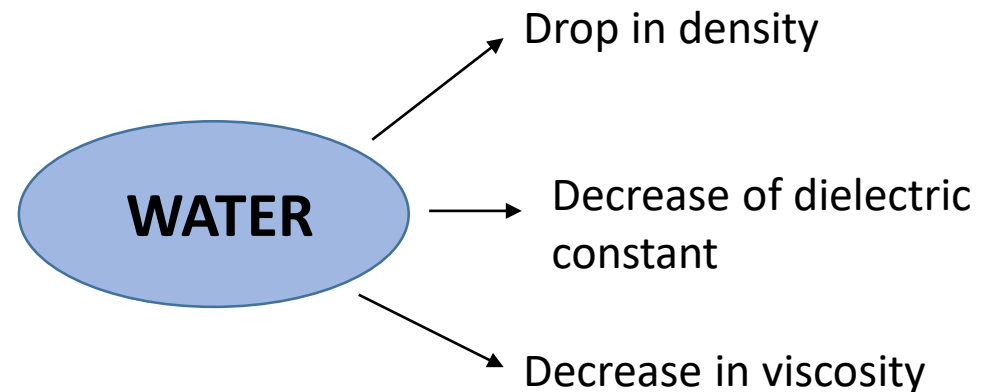 Drop in density
WATER
Decrease of dielectric
constant
Decrease in viscosity